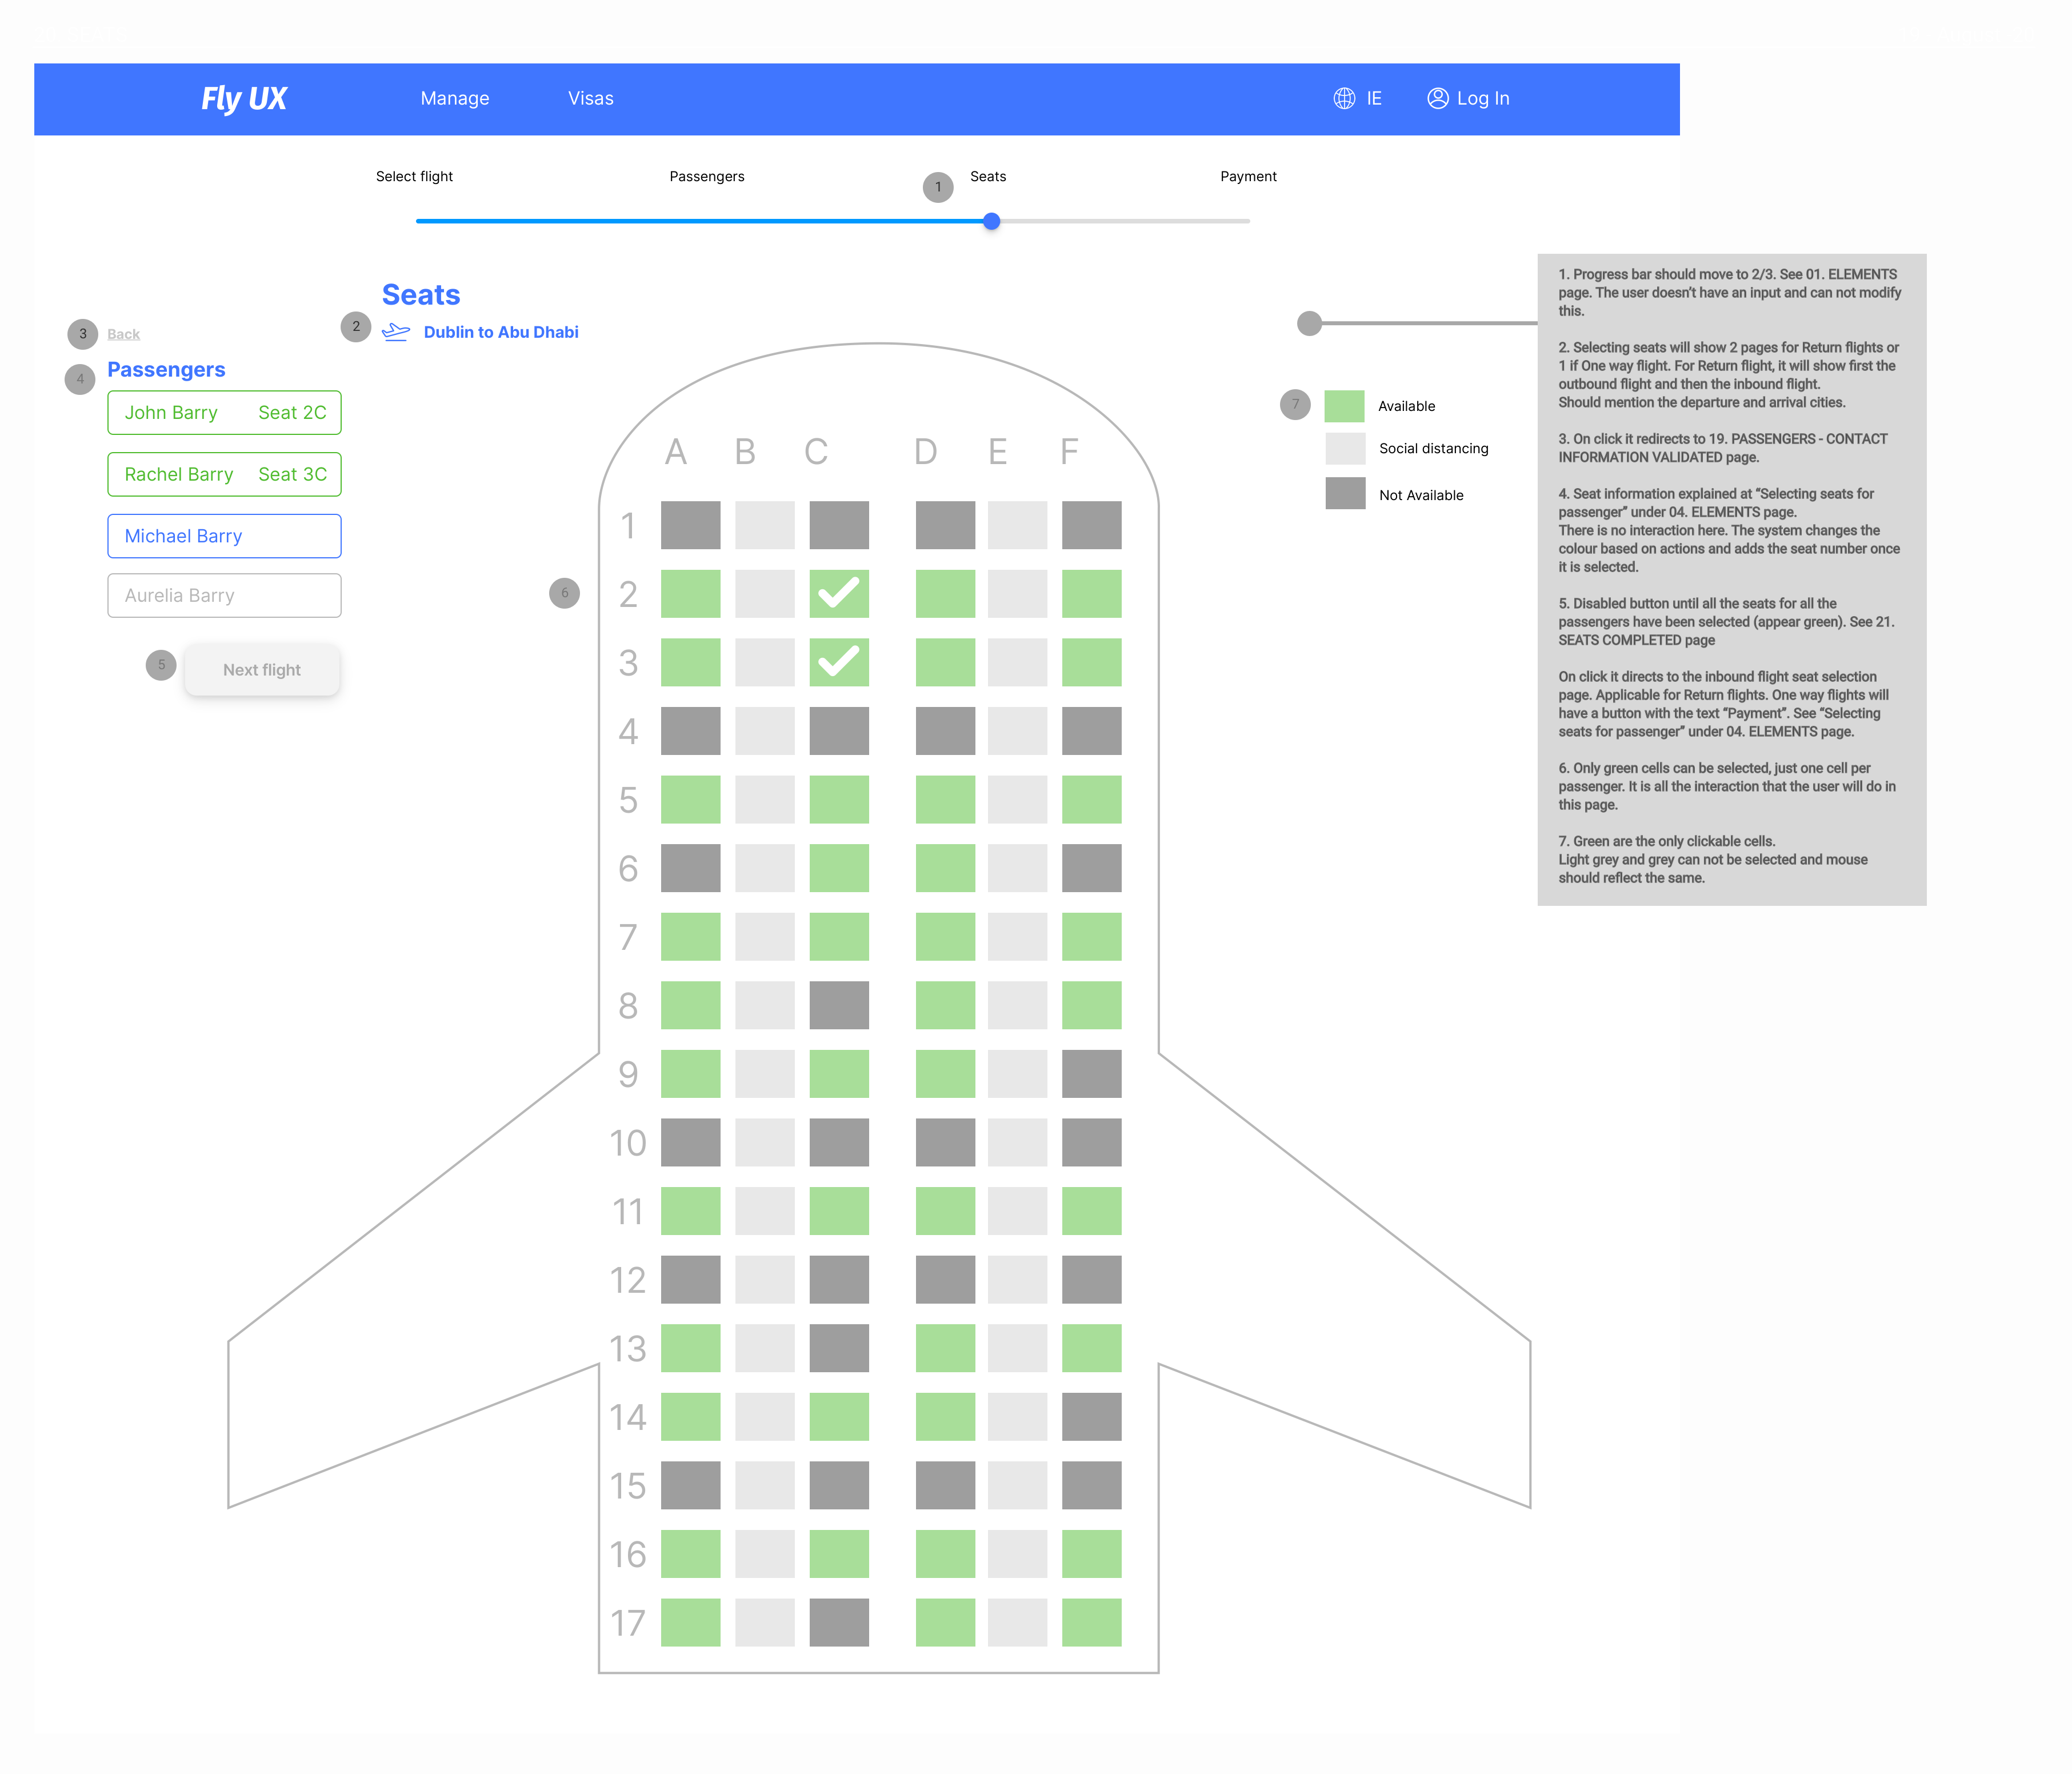 Fly UX
Manage
Visas
IE
Log In
Select flight
Passengers
1
Seats
Payment
Seats
2
Dublin to Abu Dhabi
3
Back
4
Passengers
John Barry Seat 2C
Rachel Barry Seat 3C
Michael Barry
Aurelia Barry
5
Next flight
6
A B C D E F
1
2
3
4
5
6
7
8
9
10
11
12
13
14
15
16
17
7
Available
Social distancing
Not Available
1. Progress bar should move to 2/3. See 01. ELEMENTS
page. The user doesn’t have an input and can not modify
this.
2. Selecting seats will show 2 pages for Return flights or
1 if One way flight. For Return flight, it will show first the
outbound flight and then the inbound flight.
Should mention the departure and arrival cities.
3. On click it redirects to 19. PASSENGERS - CONTACT
INFORMATION VALIDATED page.
4. Seat information explained at “Selecting seats for
passenger” under 04. ELEMENTS page.
There is no interaction here. The system changes the
colour based on actions and adds the seat number once
it is selected.
5. Disabled button until all the seats for all the
passengers have been selected (appear green). See 21.
SEATS COMPLETED page
On click it directs to the inbound flight seat selection
page. Applicable for Return flights. One way flights will
have a button with the text “Payment”. See “Selecting
seats for passenger” under 04. ELEMENTS page.
6. Only green cells can be selected, just one cell per
passenger. It is all the interaction that the user will do in
this page.
7. Green are the only clickable cells.
Light grey and grey can not be selected and mouse
should reflect the same.